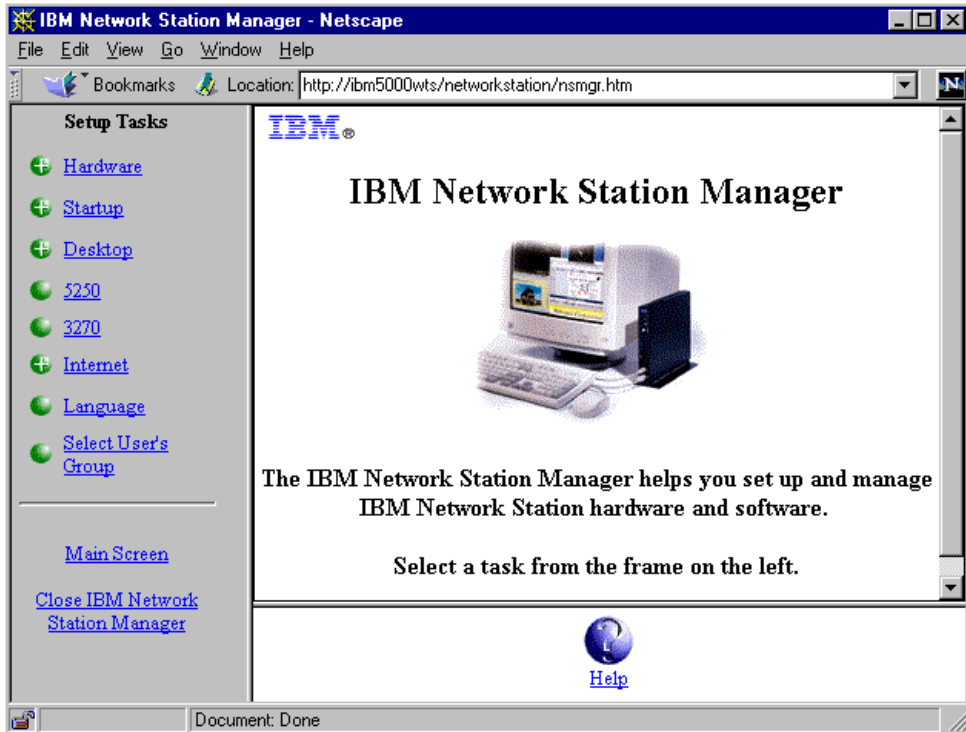 IBM Network Station Manager - Netscape
File Edit View Go Window Help
Bookmarks Location: http://ibm5000wts/networkstation/nsmgr.htm N
Setup Tasks
Hardware
Startup
Desktop
5250
3270
Internet
Language
Select User's
Group
Main Screen
Close IBM Network
Station Manager
IBM®
IBM Network Station Manager
The IBM Network Station Manager helps you set up and manage
IBM Network Station hardware and software.
Select a task from the frame on the left.
?
Help
Document: Done